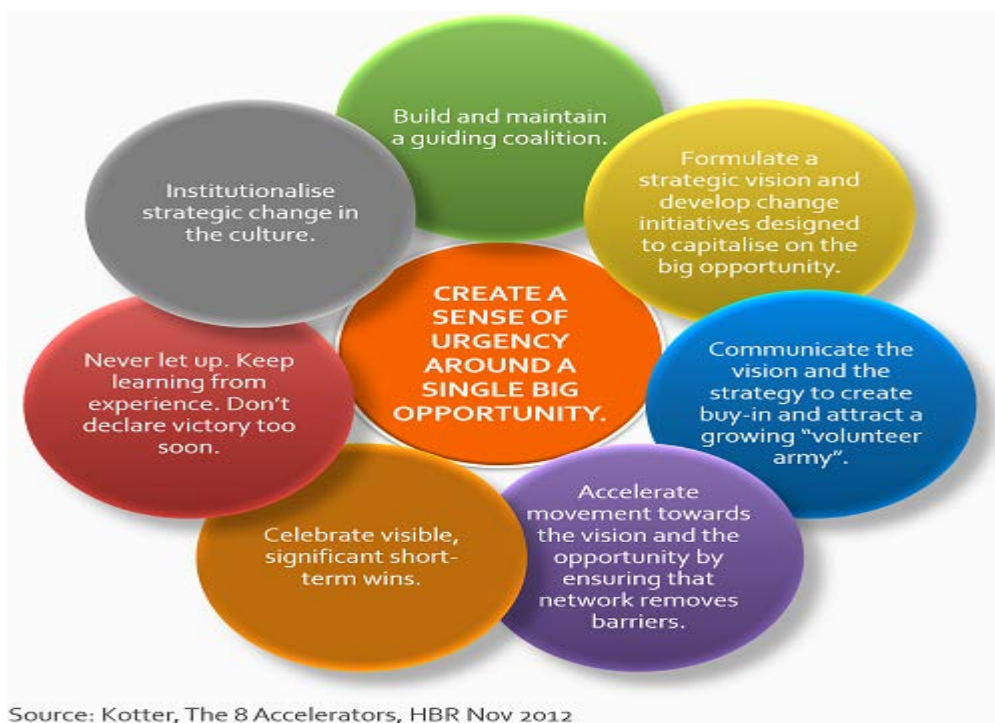 Build and maintain
a guiding coalition.
Formulate a
strategic vision and
develop change
initiatives designed
to capitalise on the
big opportunity.
Communicate the
vision and the
strategy to create
buy-in and attract a
growing “volunteer
army”.
Accelerate
movement towards
the vision and the
opportunity by
ensuring that
network removes
barriers.
Celebrate visible,
significant short-
term wins.
Never let up. Keep
learning from
experience. Don’t
declare victory too
soon.
Institutionalise
strategic change in
the culture.
CREATE A
SENSE OF
URGENCY
AROUND A
SINGLE BIG
OPPORTUNITY.
Source: Kotter, The 8 Accelerators, HBR Nov 2012